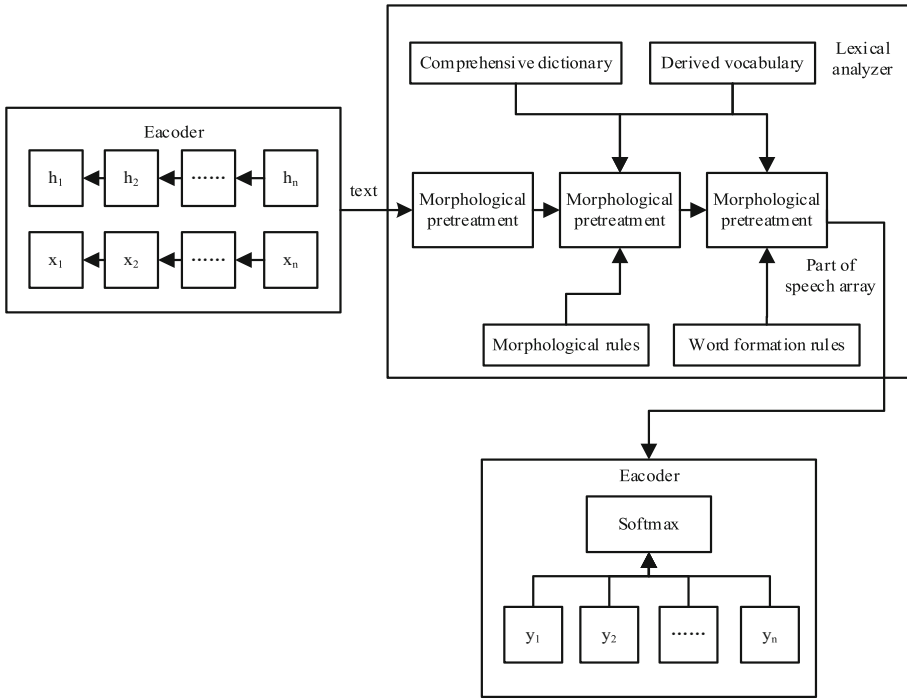 Comprehensive dictionary
Derived vocabulary
Lexical
analyzer
Eacoder
h1
h2
......
hn
x1
x2
......
xn
text
Morphological
pretreatment
Morphological
pretreatment
Morphological
pretreatment
Part of
speech array
Morphological rules
Word formation rules
Eacoder
Softmax
y1
y2
......
yn